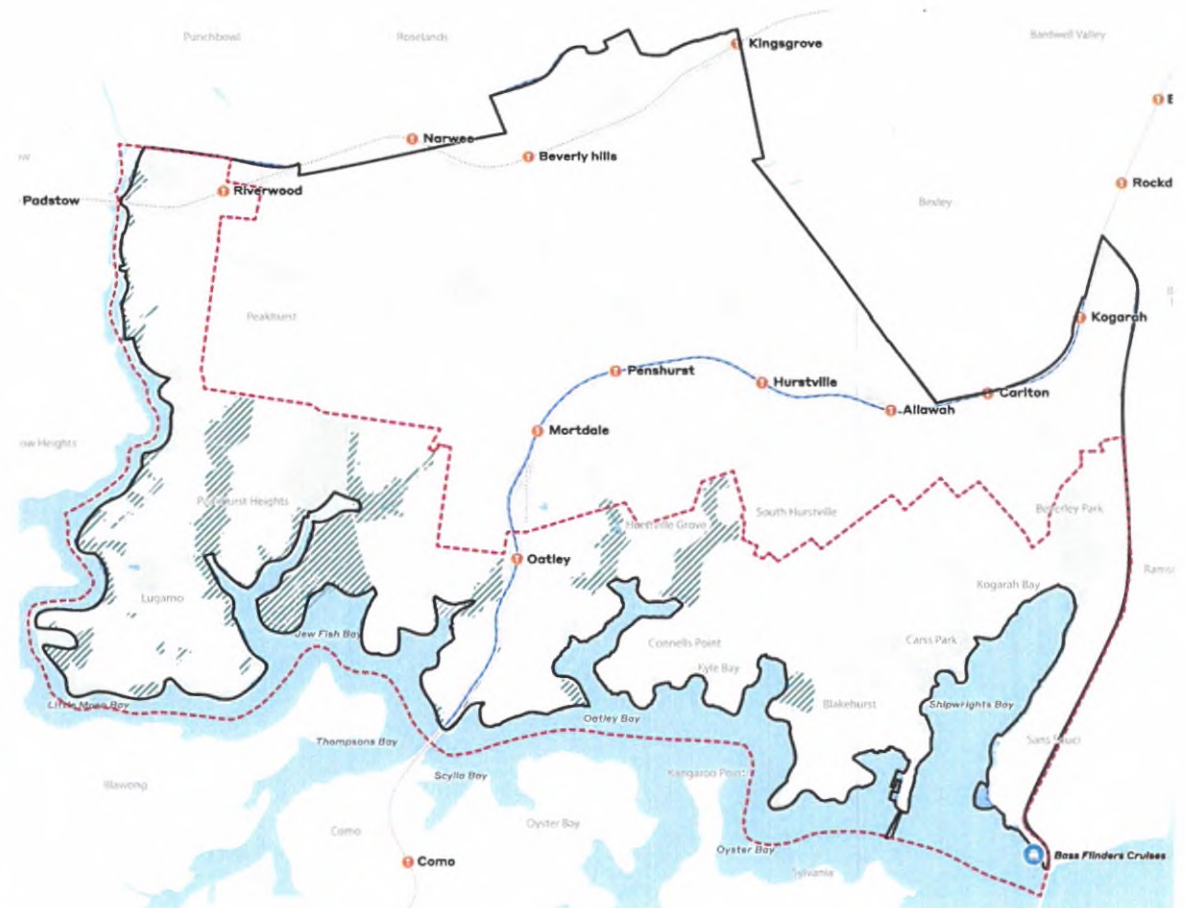 Punchbowl
Roselands
Kingsgrove
Bardwell Valley
Narwee
Beverly hills
Padstow
Riverwood
Rockd
Bexley
Peakhurst
Kogarah
Penshurst
Hurstville
Carlton
Allawah
Mortdale
ow Heights
Peakhurst Heights
South Hurstville
Beverley Park
Hurstville Grove
Oatley
Kogarah Bay
Lugarno
Jew Fish Bay
Connells Point
Carss Park
Kyle Bay
Little Moon Bay
Oatley Bay
Blakehurst
Shipwrights Bay
Thompsons Bay
Sans Souci
Scylla Bay
Kangaroo Point
Illawong
Oyster Bay
Como
Oyster Bay
Bass Flinders Cruises
Como
Sylvania